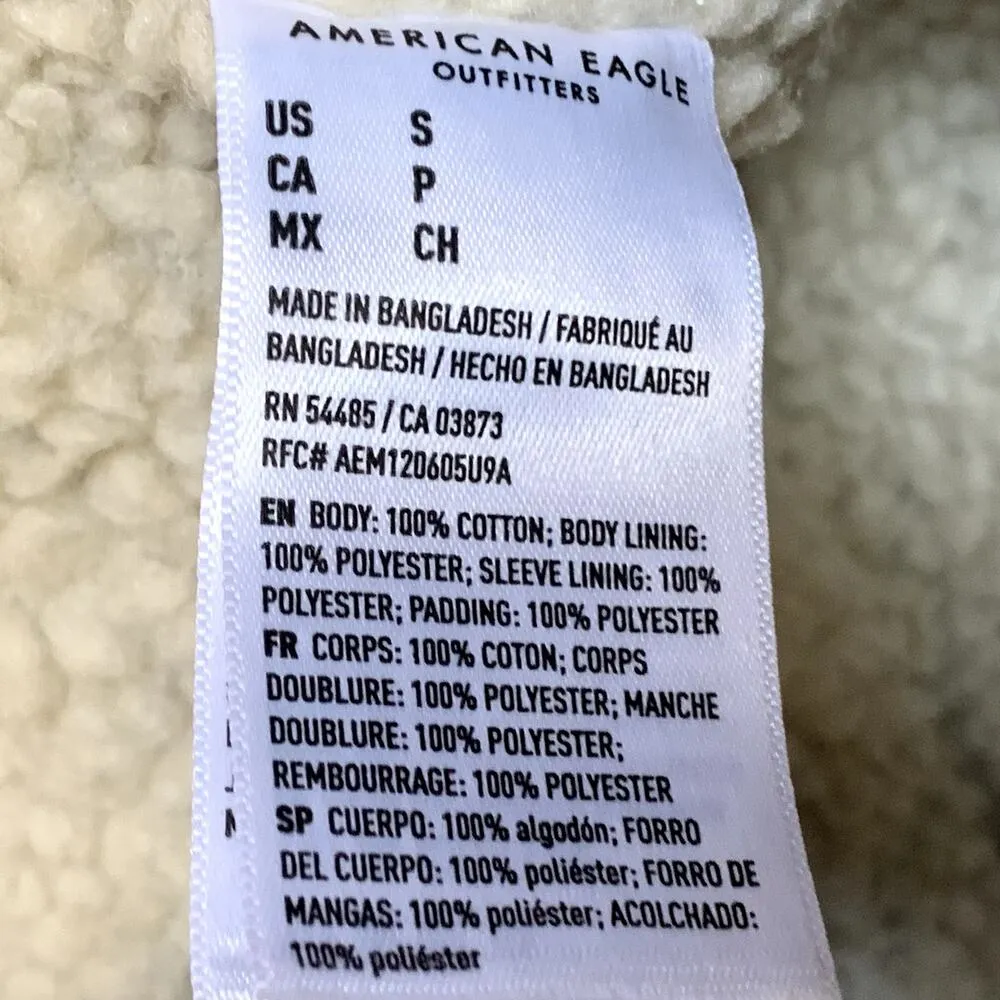 AMERICAN EAGLE
OUTFITTERS
US S
CA P
MX CH
MADE IN BANGLADESH / FABRIQUÉ AU
BANGLADESH / HECHO EN BANGLADESH
RN 54485 / CA 03873
RFC# AEM120605U9A
EN BODY: 100% COTTON; BODY LINING:
100% POLYESTER; SLEEVE LINING: 100%
POLYESTER; PADDING: 100% POLYESTER
FR CORPS: 100% COTON; CORPS
DOUBLURE: 100% POLYESTER; MANCHE
DOUBLURE: 100% POLYESTER;
REMBOURRAGE: 100% POLYESTER
SP CUERPO: 100% algodón; FORRO
DEL CUERPO: 100% poliéster; FORRO DE
MANGAS: 100% poliéster; ACOLCHADO:
100% poliéster